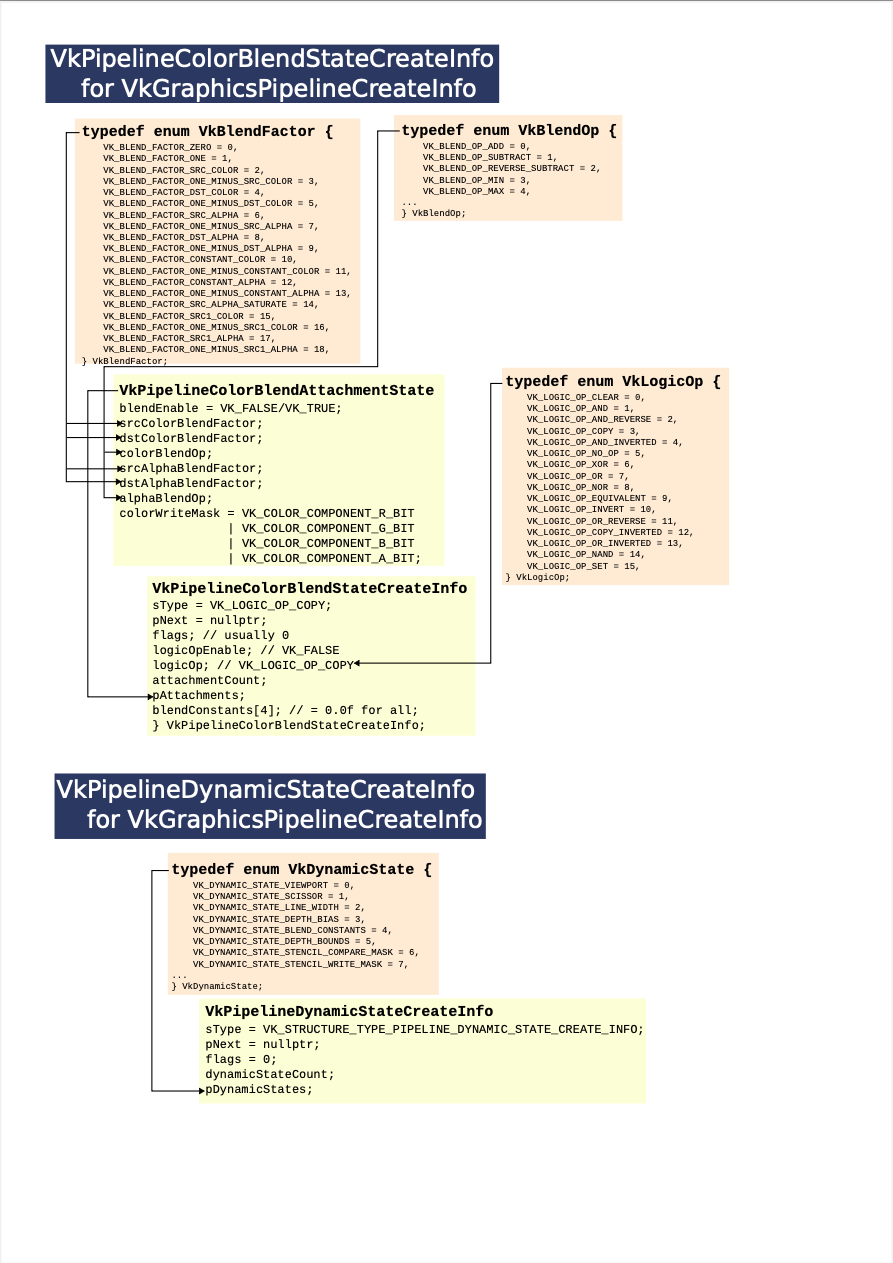 VkPipelineColorBlendStateCreateInfo
for VkGraphicsPipelineCreateInfo
typedef enum VkBlendFactor {
VK_BLEND_FACTOR_ZERO = 0,
VK_BLEND_FACTOR_ONE = 1,
VK_BLEND_FACTOR_SRC_COLOR = 2,
VK_BLEND_FACTOR_ONE_MINUS_SRC_COLOR = 3,
VK_BLEND_FACTOR_DST_COLOR = 4,
VK_BLEND_FACTOR_ONE_MINUS_DST_COLOR = 5,
VK_BLEND_FACTOR_SRC_ALPHA = 6,
VK_BLEND_FACTOR_ONE_MINUS_SRC_ALPHA = 7,
VK_BLEND_FACTOR_DST_ALPHA = 8,
VK_BLEND_FACTOR_ONE_MINUS_DST_ALPHA = 9,
VK_BLEND_FACTOR_CONSTANT_COLOR = 10,
VK_BLEND_FACTOR_ONE_MINUS_CONSTANT_COLOR = 11,
VK_BLEND_FACTOR_CONSTANT_ALPHA = 12,
VK_BLEND_FACTOR_ONE_MINUS_CONSTANT_ALPHA = 13,
VK_BLEND_FACTOR_SRC_ALPHA_SATURATE = 14,
VK_BLEND_FACTOR_SRC1_COLOR = 15,
VK_BLEND_FACTOR_ONE_MINUS_SRC1_COLOR = 16,
VK_BLEND_FACTOR_SRC1_ALPHA = 17,
VK_BLEND_FACTOR_ONE_MINUS_SRC1_ALPHA = 18,
} VkBlendFactor;
typedef enum VkBlendOp {
VK_BLEND_OP_ADD = 0,
VK_BLEND_OP_SUBTRACT = 1,
VK_BLEND_OP_REVERSE_SUBTRACT = 2,
VK_BLEND_OP_MIN = 3,
VK_BLEND_OP_MAX = 4,
...
} VkBlendOp;
VkPipelineColorBlendAttachmentState
blendEnable = VK_FALSE/VK_TRUE;
srcColorBlendFactor;
dstColorBlendFactor;
colorBlendOp;
srcAlphaBlendFactor;
dstAlphaBlendFactor;
alphaBlendOp;
colorWriteMask = VK_COLOR_COMPONENT_R_BIT
| VK_COLOR_COMPONENT_G_BIT
| VK_COLOR_COMPONENT_B_BIT
| VK_COLOR_COMPONENT_A_BIT;
typedef enum VkLogicOp {
VK_LOGIC_OP_CLEAR = 0,
VK_LOGIC_OP_AND = 1,
VK_LOGIC_OP_AND_REVERSE = 2,
VK_LOGIC_OP_COPY = 3,
VK_LOGIC_OP_AND_INVERTED = 4,
VK_LOGIC_OP_NO_OP = 5,
VK_LOGIC_OP_XOR = 6,
VK_LOGIC_OP_OR = 7,
VK_LOGIC_OP_NOR = 8,
VK_LOGIC_OP_EQUIVALENT = 9,
VK_LOGIC_OP_INVERT = 10,
VK_LOGIC_OP_OR_REVERSE = 11,
VK_LOGIC_OP_COPY_INVERTED = 12,
VK_LOGIC_OP_OR_INVERTED = 13,
VK_LOGIC_OP_NAND = 14,
VK_LOGIC_OP_SET = 15,
} VkLogicOp;
VkPipelineColorBlendStateCreateInfo
sType = VK_LOGIC_OP_COPY;
pNext = nullptr;
flags; // usually 0
logicOpEnable; // VK_FALSE
logicOp; // VK_LOGIC_OP_COPY
attachmentCount;
pAttachments;
blendConstants[4]; // = 0.0f for all;
} VkPipelineColorBlendStateCreateInfo;
VkPipelineDynamicStateCreateInfo
for VkGraphicsPipelineCreateInfo
typedef enum VkDynamicState {
VK_DYNAMIC_STATE_VIEWPORT = 0,
VK_DYNAMIC_STATE_SCISSOR = 1,
VK_DYNAMIC_STATE_LINE_WIDTH = 2,
VK_DYNAMIC_STATE_DEPTH_BIAS = 3,
VK_DYNAMIC_STATE_BLEND_CONSTANTS = 4,
VK_DYNAMIC_STATE_DEPTH_BOUNDS = 5,
VK_DYNAMIC_STATE_STENCIL_COMPARE_MASK = 6,
VK_DYNAMIC_STATE_STENCIL_WRITE_MASK = 7,
...
} VkDynamicState;
VkPipelineDynamicStateCreateInfo
sType = VK_STRUCTURE_TYPE_PIPELINE_DYNAMIC_STATE_CREATE_INFO;
pNext = nullptr;
flags = 0;
dynamicStateCount;
pDynamicStates;